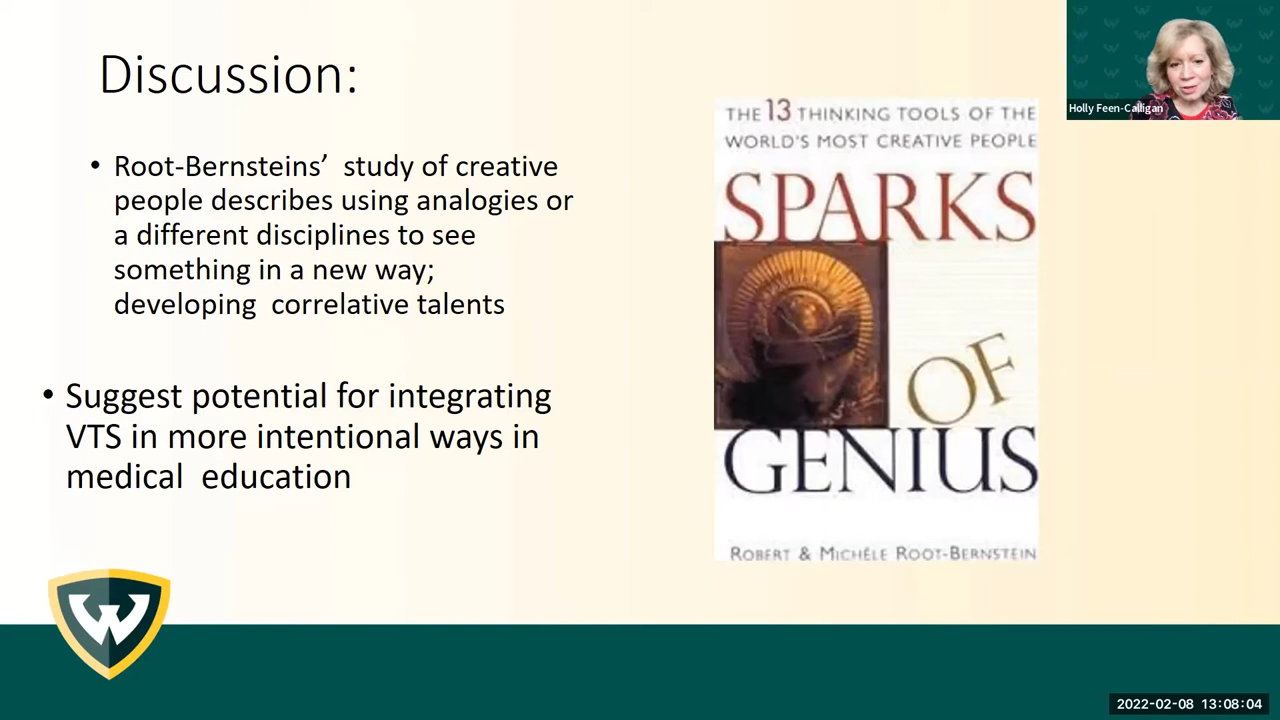 Discussion:
• Root-Bernsteins’ study of creative
people describes using analogies or
a different disciplines to see
something in a new way;
developing correlative talents
• Suggest potential for integrating
VTS in more intentional ways in
medical education
THE 13 THINKING TOOLS OF THE
WORLD'S MOST CREATIVE PEOPLE
SPARKS
OF
GENIUS
ROBERT & MICHÈLE ROOT-BERNSTEIN
Holly Feen-Calligan
W
2022-02-08 13:08:04